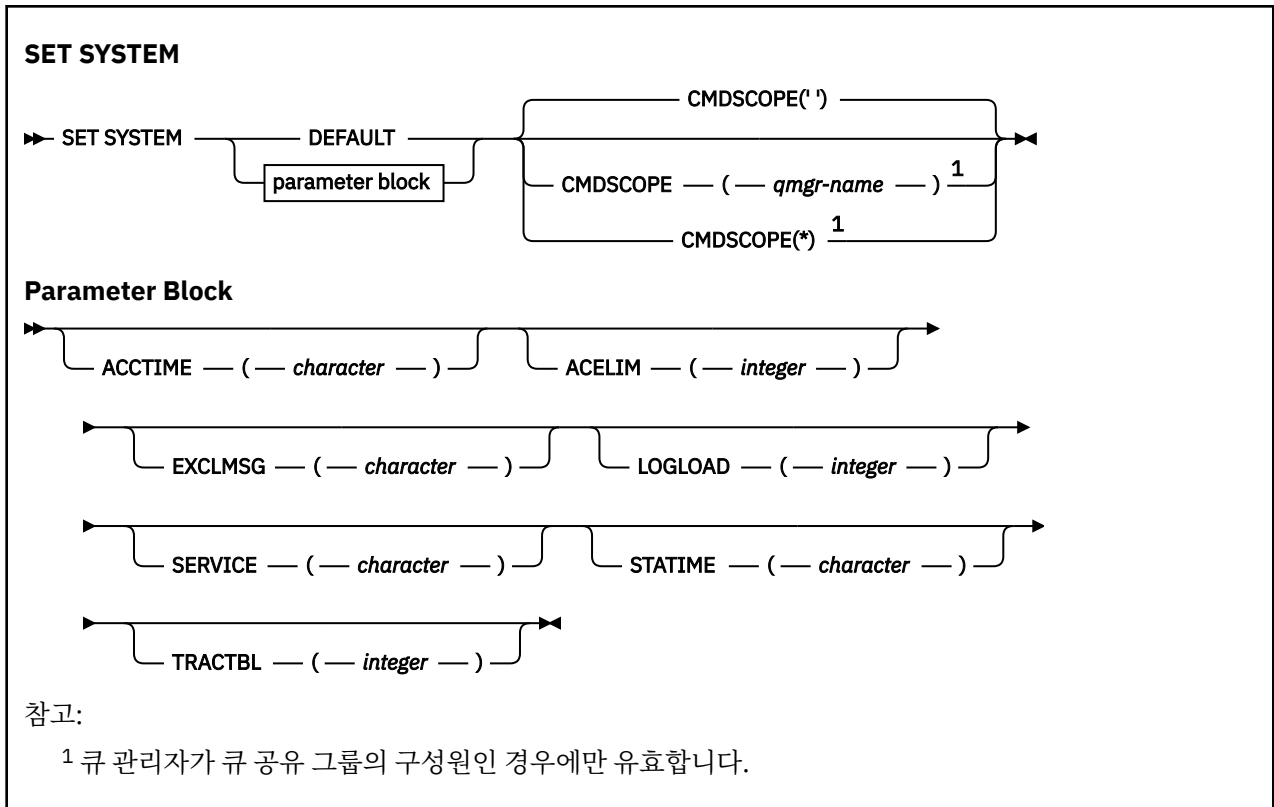 SET SYSTEM
CMDSCOPE(' ')
SET SYSTEM DEFAULT
parameter block
CMDSCOPE ( qmgr-name ) 1
CMDSCOPE(*) 1
Parameter Block
ACCTIME ( character ) ACELIM ( integer )
EXCLMSG ( character ) LOGLOAD ( integer )
SERVICE ( character ) STATIME ( character )
TRACTBL ( integer )
참고:
1 큐 관리자가 큐 공유 그룹의 구성원인 경우에만 유효합니다.